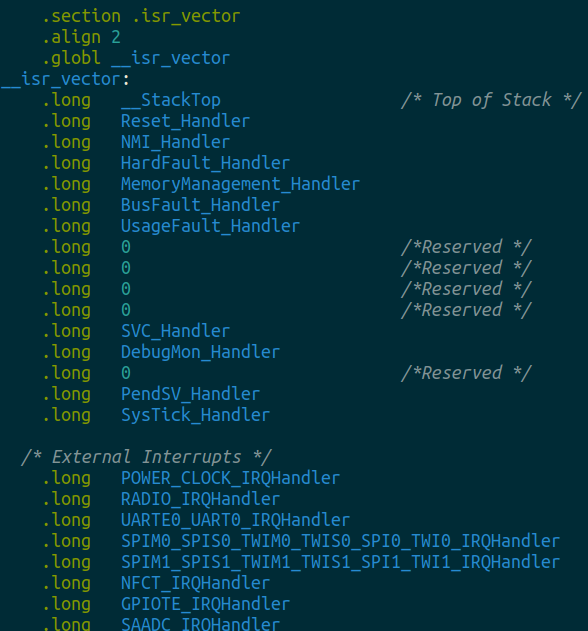 .section .isr_vector
.align 2
.globl __isr_vector
__isr_vector:
.long __StackTop /* Top of Stack */
.long Reset_Handler
.long NMI_Handler
.long HardFault_Handler
.long MemoryManagement_Handler
.long BusFault_Handler
.long UsageFault_Handler
.long 0 /*Reserved */
.long 0 /*Reserved */
.long 0 /*Reserved */
.long 0 /*Reserved */
.long SVC_Handler
.long DebugMon_Handler
.long 0 /*Reserved */
.long PendSV_Handler
.long SysTick_Handler
/* External Interrupts */
.long POWER_CLOCK_IRQHandler
.long RADIO_IRQHandler
.long UARTE0_UART0_IRQHandler
.long SPIM0_SPIS0_TWIM0_TWIS0_SPI0_TWI0_IRQHandler
.long SPIM1_SPIS1_TWIM1_TWIS1_SPI1_TWI1_IRQHandler
.long NFCT_IRQHandler
.long GPIOTE_IRQHandler
.long SAADC_IRQHandler